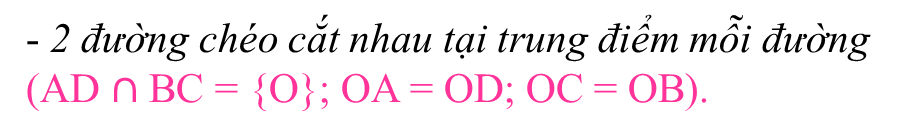 - 2 đường chéo cắt nhau tại trung điểm mỗi đường
(AD ∩ BC = {O}; OA = OD; OC = OB).